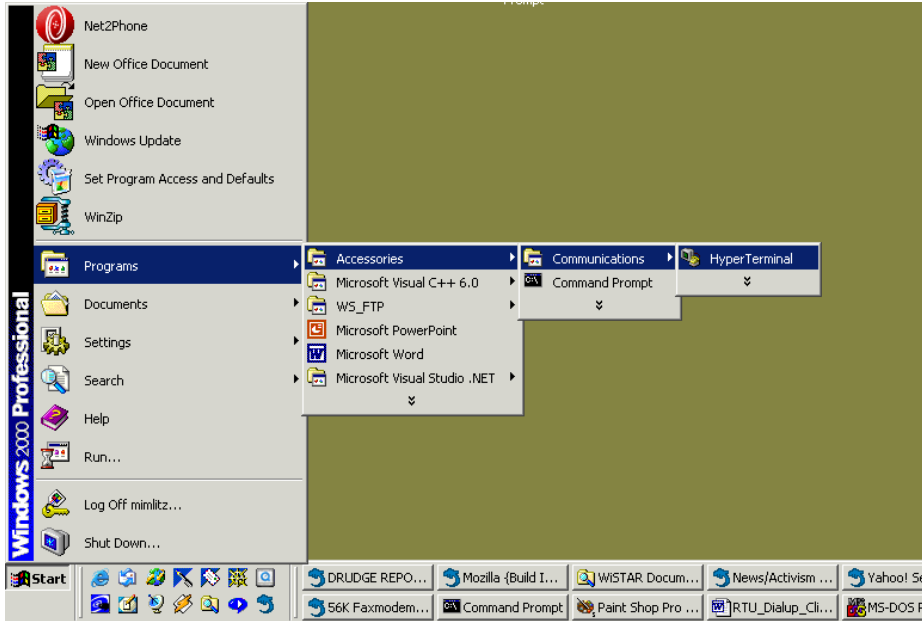 Prompt
Net2Phone
New Office Document
Open Office Document
Windows Update
Set Program Access and Defaults
WinZip
Programs
Documents
Settings
Search
Help
Run...
Log Off mimlitz...
Shut Down...
Windows 2000 Professional
Accessories
Microsoft Visual C++ 6.0
WS_FTP
Microsoft PowerPoint
Microsoft Word
Microsoft Visual Studio .NET
Communications
Command Prompt
HyperTerminal
Start
DRUDGE REPO...
Mozilla {Build I...
WiSTAR Docum...
News/Activism ...
Yahoo! Se
56K Faxmodem...
Command Prompt
Paint Shop Pro ...
RTU_Dialup_Cli...
MS-DOS P